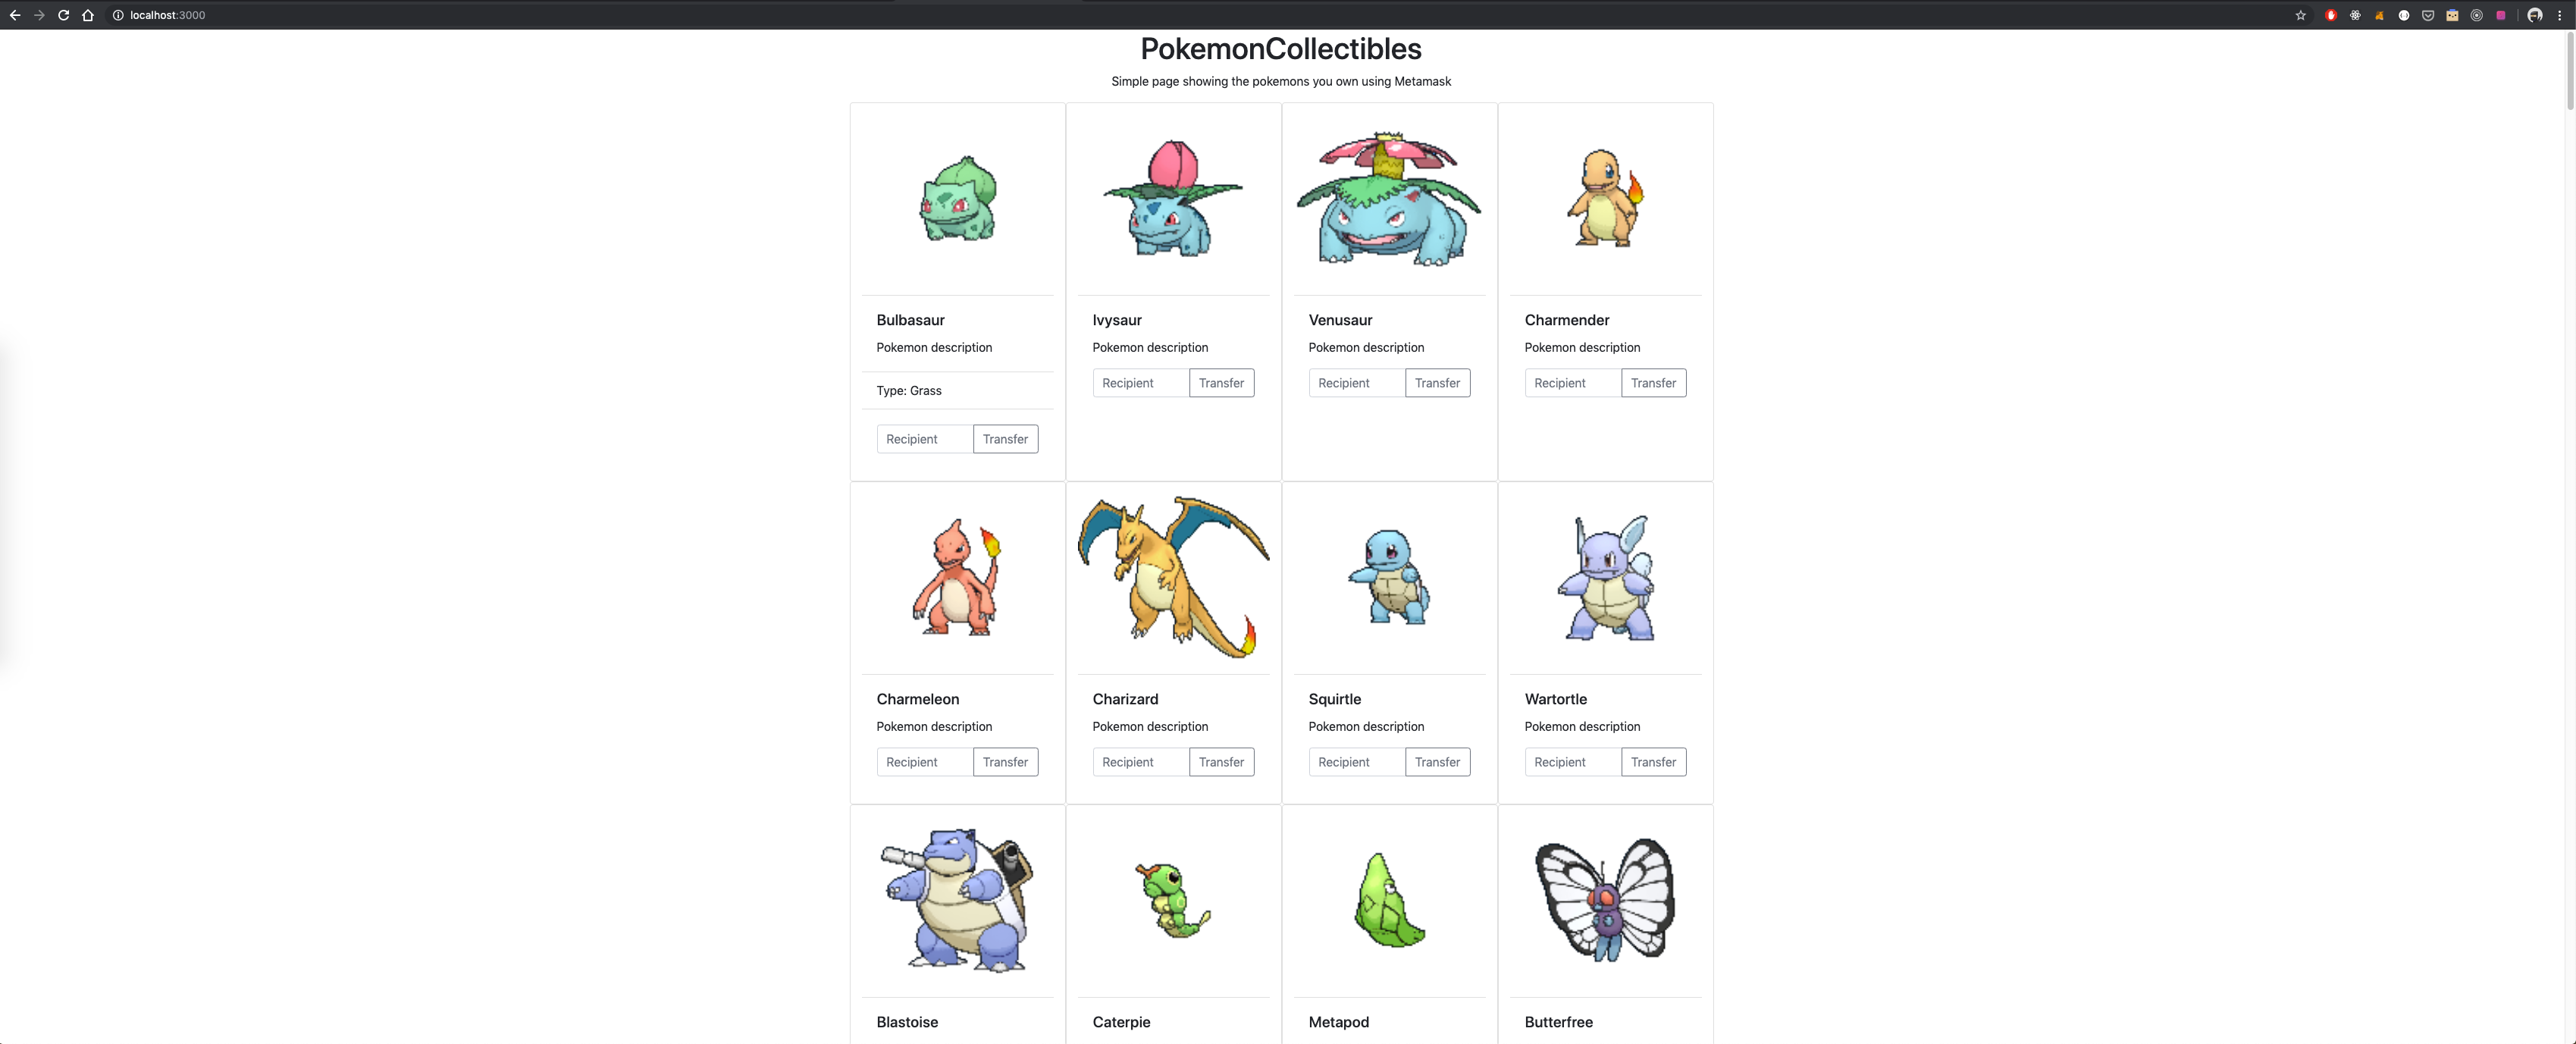 localhost:3000
PokemonCollectibles
Simple page showing the pokemons you own using Metamask
Bulbasaur
Pokemon description
Type: Grass
Recipient Transfer
Ivysaur
Pokemon description
Recipient Transfer
Venusaur
Pokemon description
Recipient Transfer
Charmender
Pokemon description
Recipient Transfer
Charmeleon
Pokemon description
Recipient Transfer
Charizard
Pokemon description
Recipient Transfer
Squirtle
Pokemon description
Recipient Transfer
Wartortle
Pokemon description
Recipient Transfer
Blastoise
Caterpie
Metapod
Butterfree